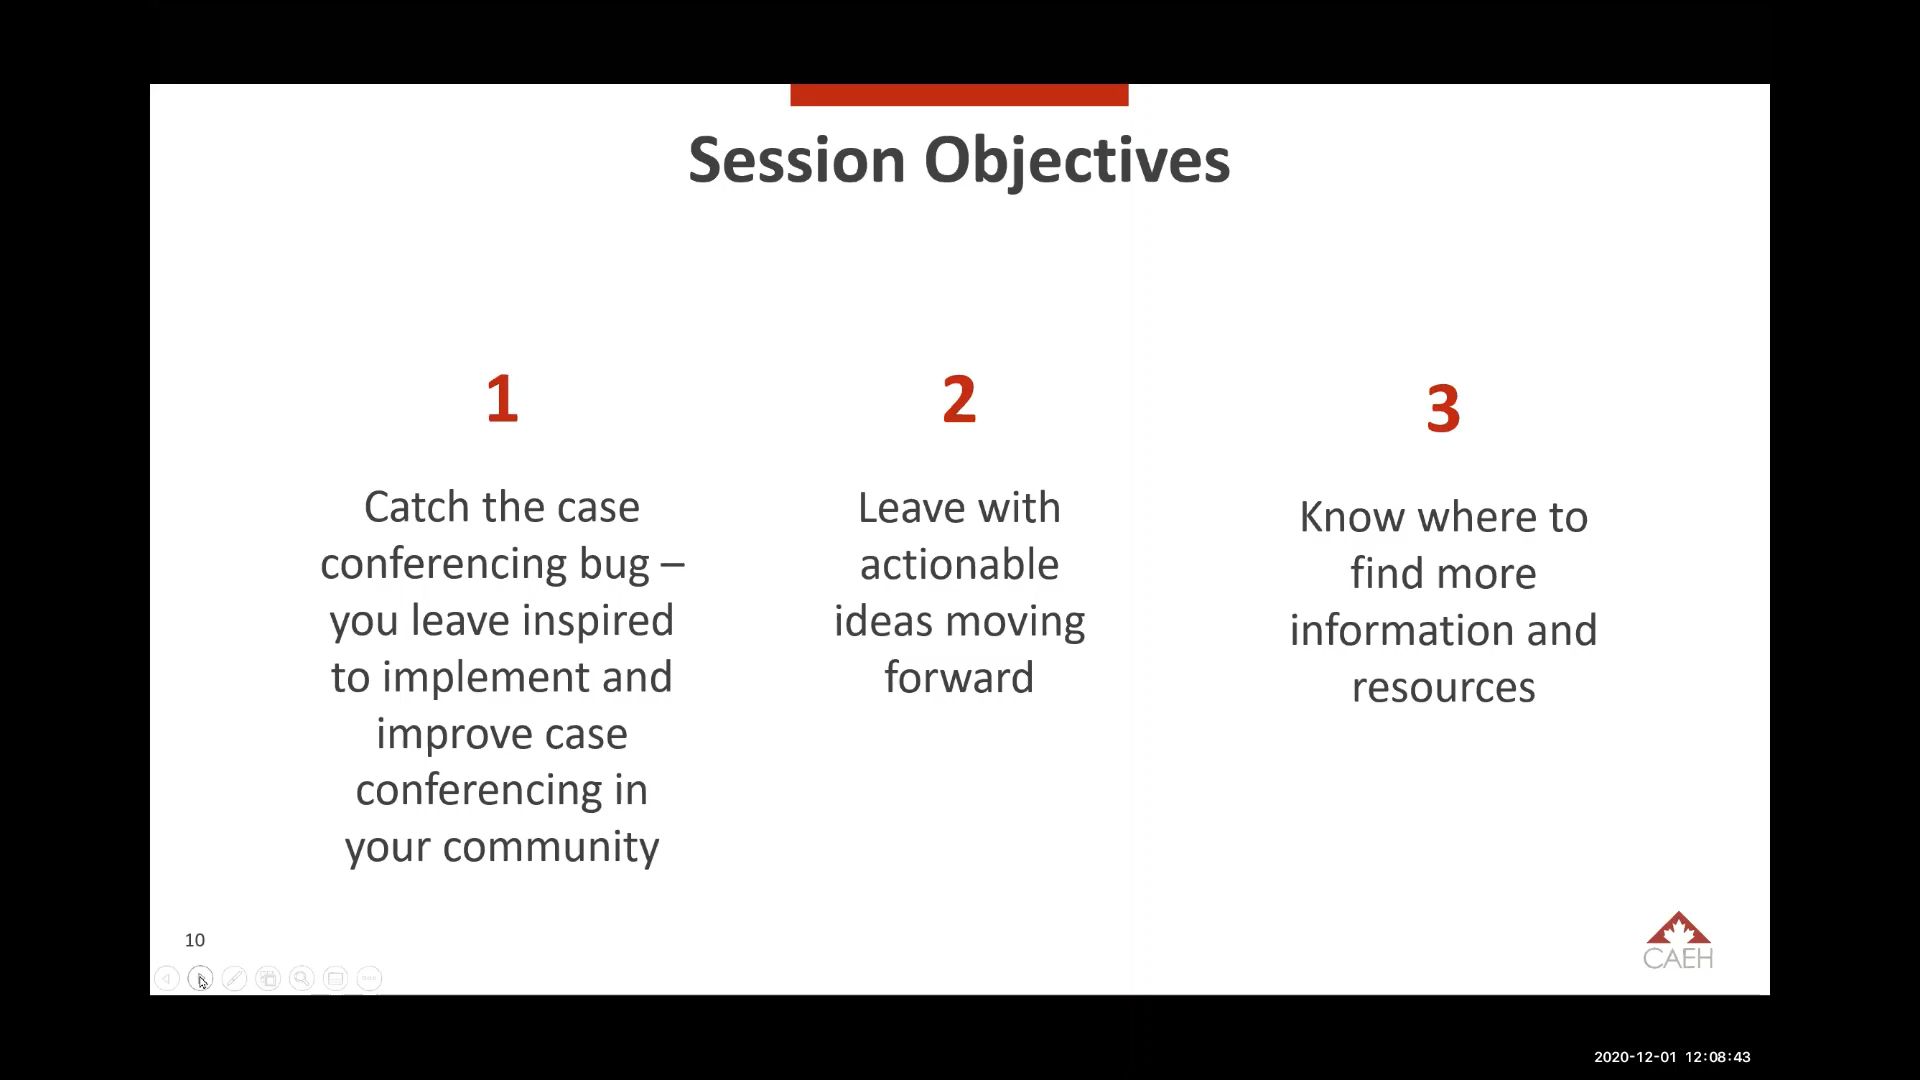 Session Objectives
1
Catch the case
conferencing bug –
you leave inspired
to implement and
improve case
conferencing in
your community
2
Leave with
actionable
ideas moving
forward
3
Know where to
find more
information and
resources
10
CAEH
2020-12-01 12:08:43